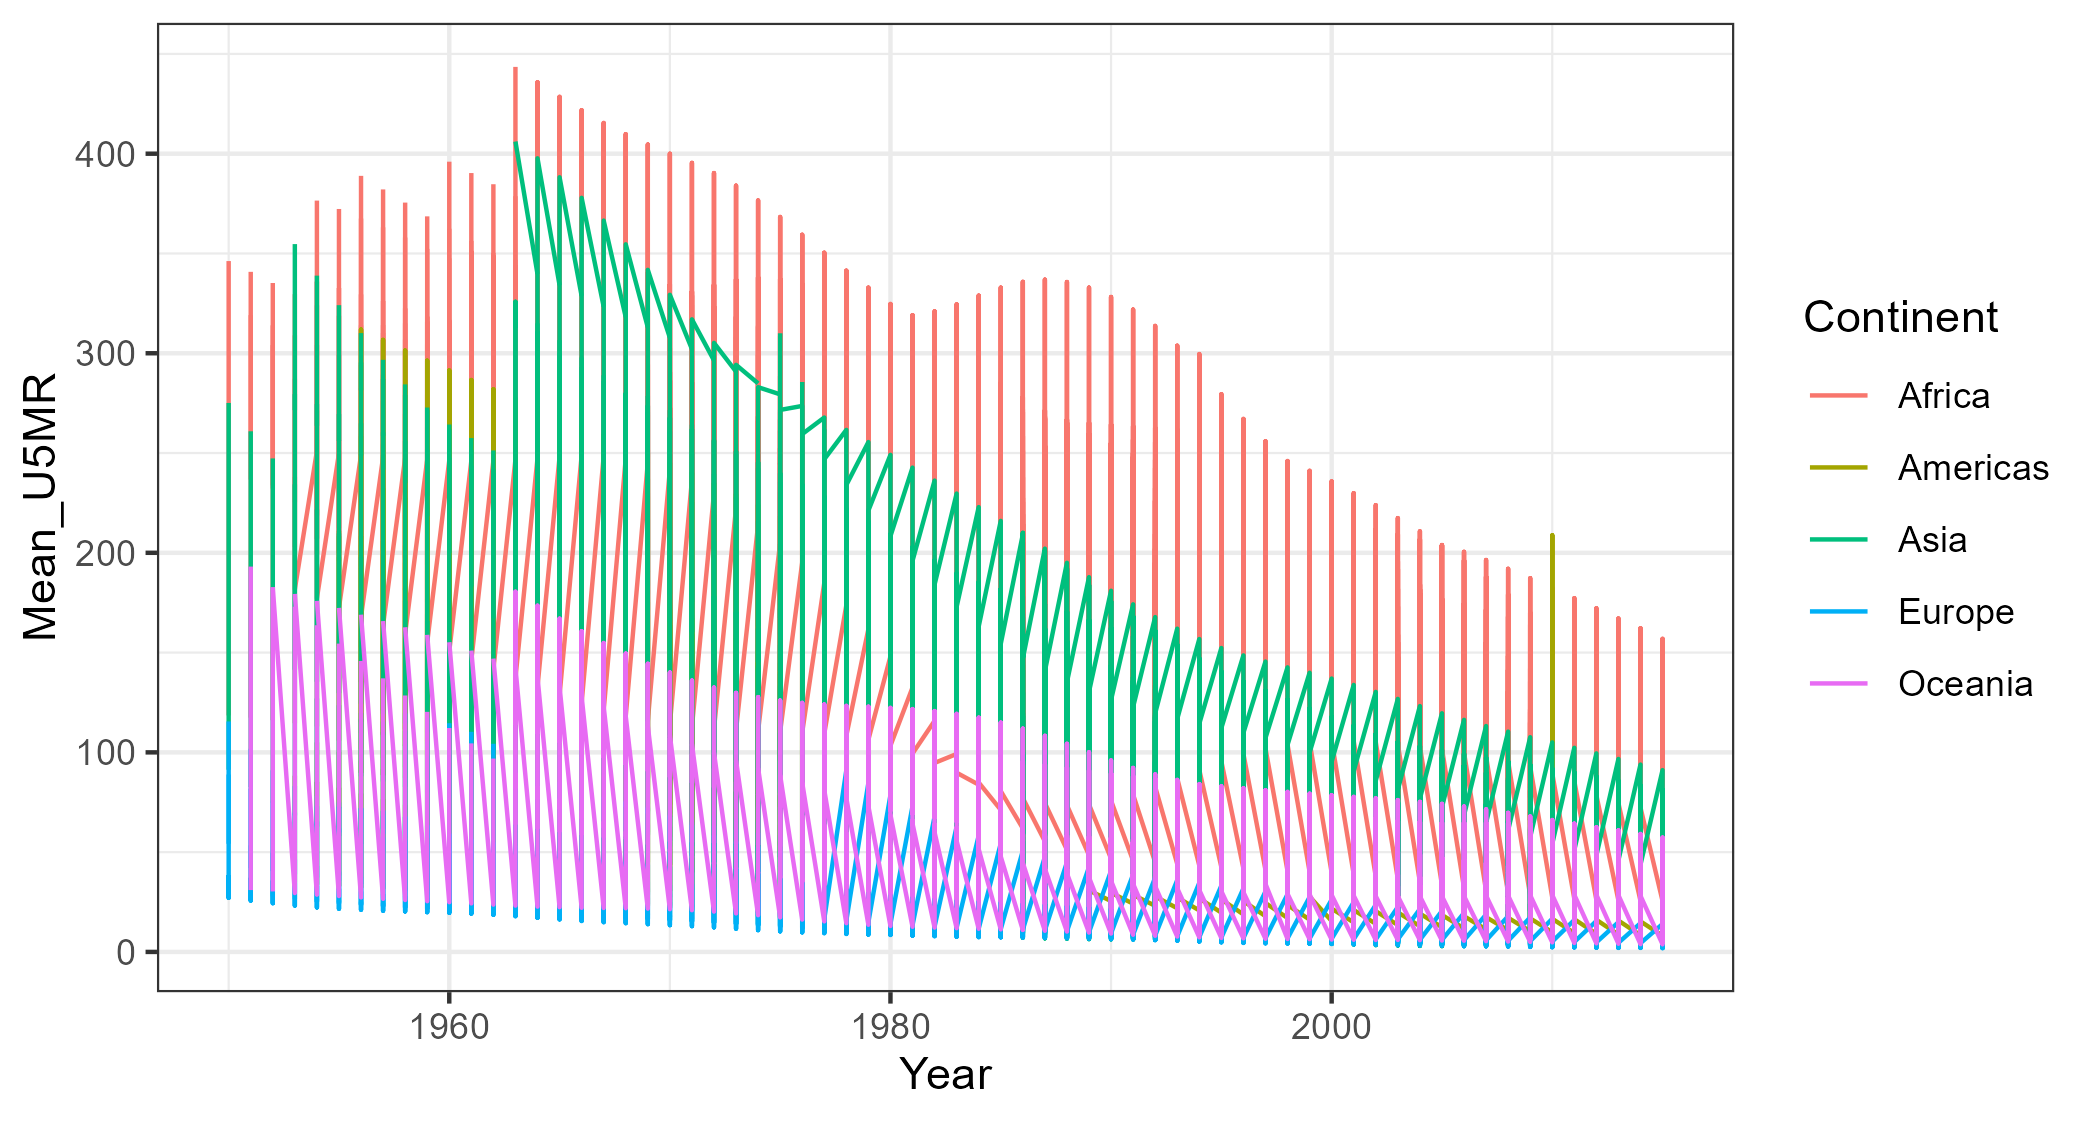 Mean_U5MR
400
300
200
100
0
1960
1980
2000
Year
Continent
Africa
Americas
Asia
Europe
Oceania